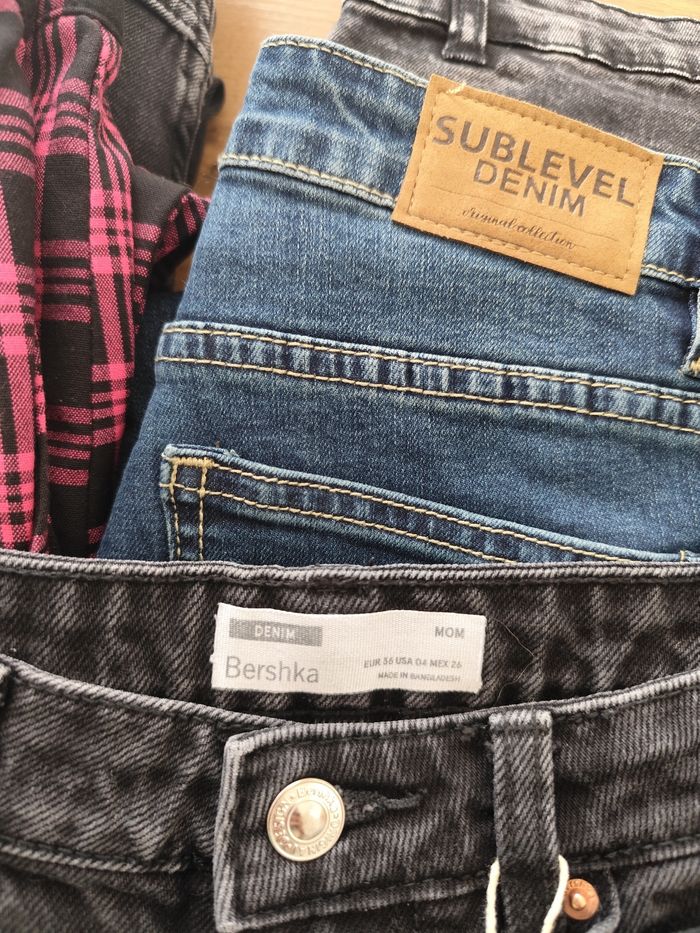 SUBLEVEL
DENIM
original collection
DENIM
MOM
Bershka
EUR 36 USA 04 MEX 26
MADE IN BANGLADESH